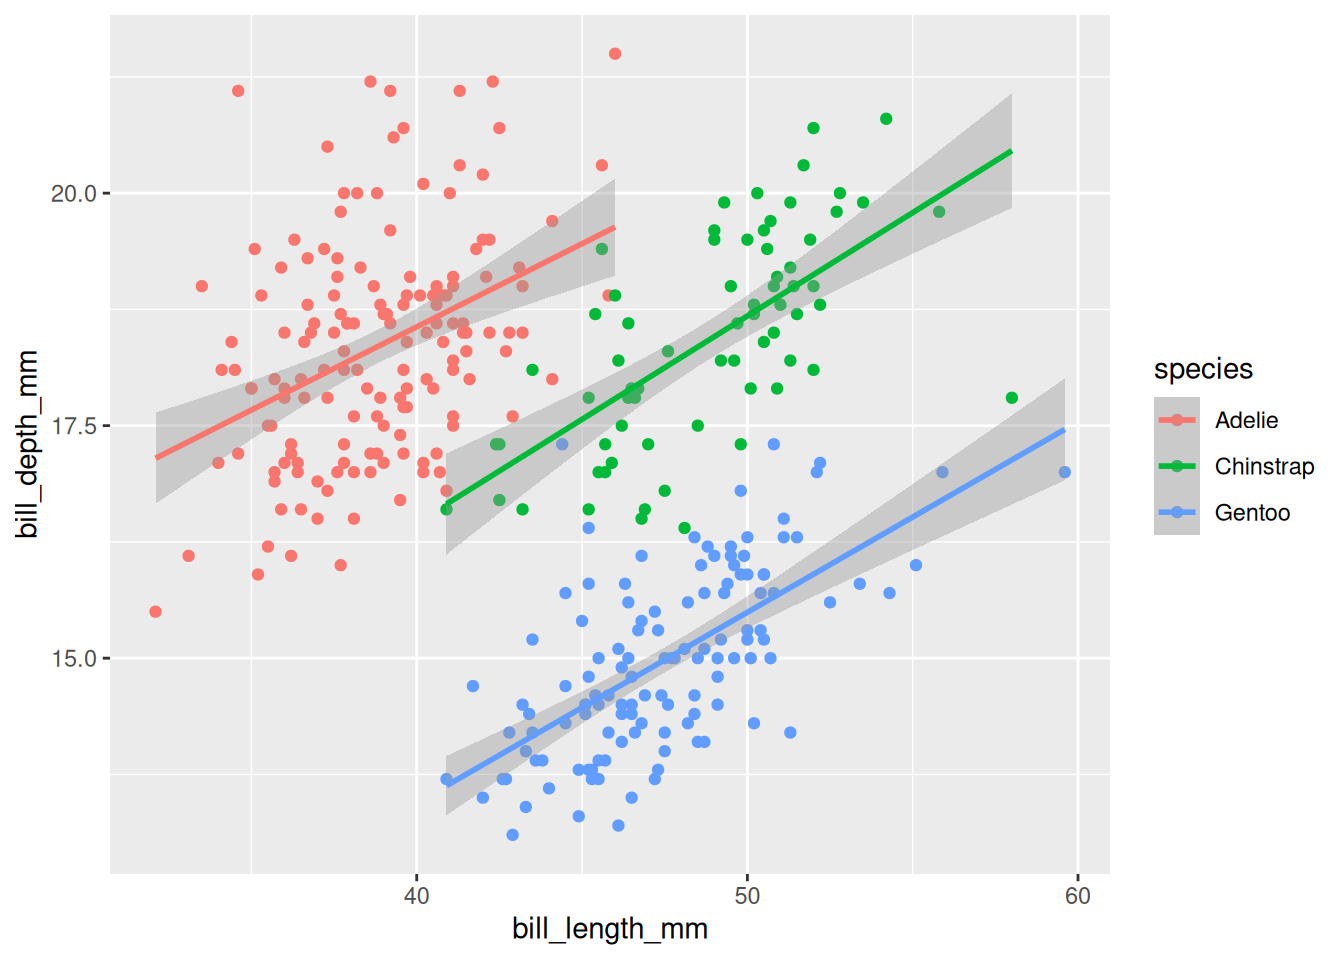 20.0
17.5
15.0
bill_depth_mm
40
50
60
bill_length_mm
species
Adelie
Chinstrap
Gentoo